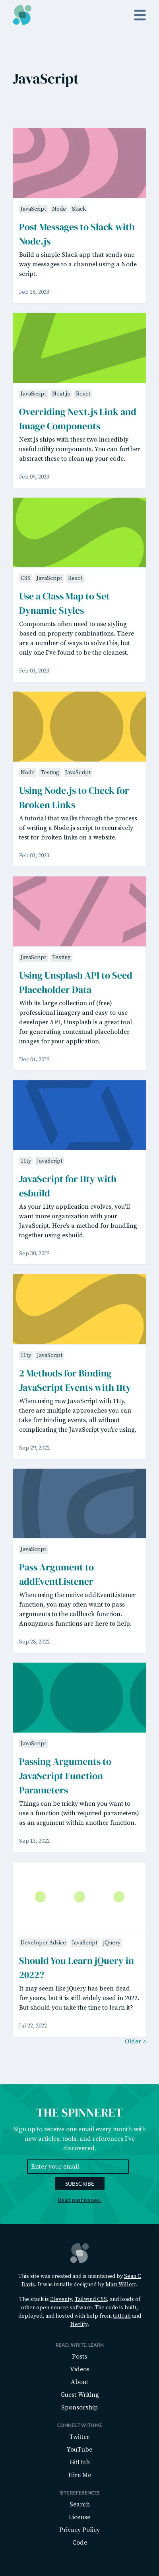 JavaScript
JavaScript Node Slack
Post Messages to Slack with
Node.js
Build a simple Slack app that sends one-
way messages to a channel using a Node
script.
Feb 16, 2023
JavaScript Next.js React
Overriding Next.js Link and
Image Components
Next.js ships with these two incredibly
useful utility components. You can further
abstract these to clean up your code.
Feb 09, 2023
CSS JavaScript React
Use a Class Map to Set
Dynamic Styles
Components often need to use styling
based on property combinations. There
are a number of ways to solve this, but
only one I've found to be the cleanest.
Feb 03, 2023
Node Testing JavaScript
Using Node.js to Check for
Broken Links
A tutorial that walks through the process
of writing a Node.js script to recursively
test for broken links on a website.
Feb 03, 2023
JavaScript Testing
Using Unsplash API to Seed
Placeholder Data
With its large collection of (free)
professional imagery and easy-to-use
developer API, Unsplash is a great tool
for generating contextual placeholder
images for your application.
Dec 01, 2022
11ty JavaScript
JavaScript for 11ty with
esbuild
As your 11ty application evolves, you'll
want more organization with your
JavaScript. Here's a method for bundling
together using esbuild.
Sep 30, 2022
11ty JavaScript
2 Methods for Binding
JavaScript Events with 11ty
When using raw JavaScript with 11ty,
there are multiple approaches you can
take for binding events, all without
complicating the JavaScript you're using.
Sep 29, 2022
JavaScript
Pass Argument to
addEventListener
When using the native addEventListener
function, you may often want to pass
arguments to the callback function.
Anonymous functions are here to help.
Sep 28, 2022
JavaScript
Passing Arguments to
JavaScript Function
Parameters
Things can be tricky when you want to
use a function (with required parameters)
as an argument within another function.
Sep 13, 2022
Developer Advice JavaScript jQuery
Should You Learn jQuery in
2022?
It may seem like jQuery has been dead
for years, but it is still widely used in 2022.
But should you take the time to learn it?
Jul 22, 2022
Older >
THE SPINNERET
Sign up to receive one email every month with
two articles, tools, and references I've
discovered.
Enter your email
SUBSCRIBE
Read past issues.
This site was created and is maintained by Sean C
Davis. It was initially designed by Matt Willett.
The stack is Eleventy, Tailwind CSS, and loads of
other open-source software. The code is built,
deployed, and hosted with help from GitHub and
Netlify.
READ, WRITE, LEARN
Posts
Videos
About
Guest Writing
Sponsorship
CONNECT WITH ME
Twitter
YouTube
GitHub
Hire Me
SITE REFERENCES
Search
License
Privacy Policy
Code